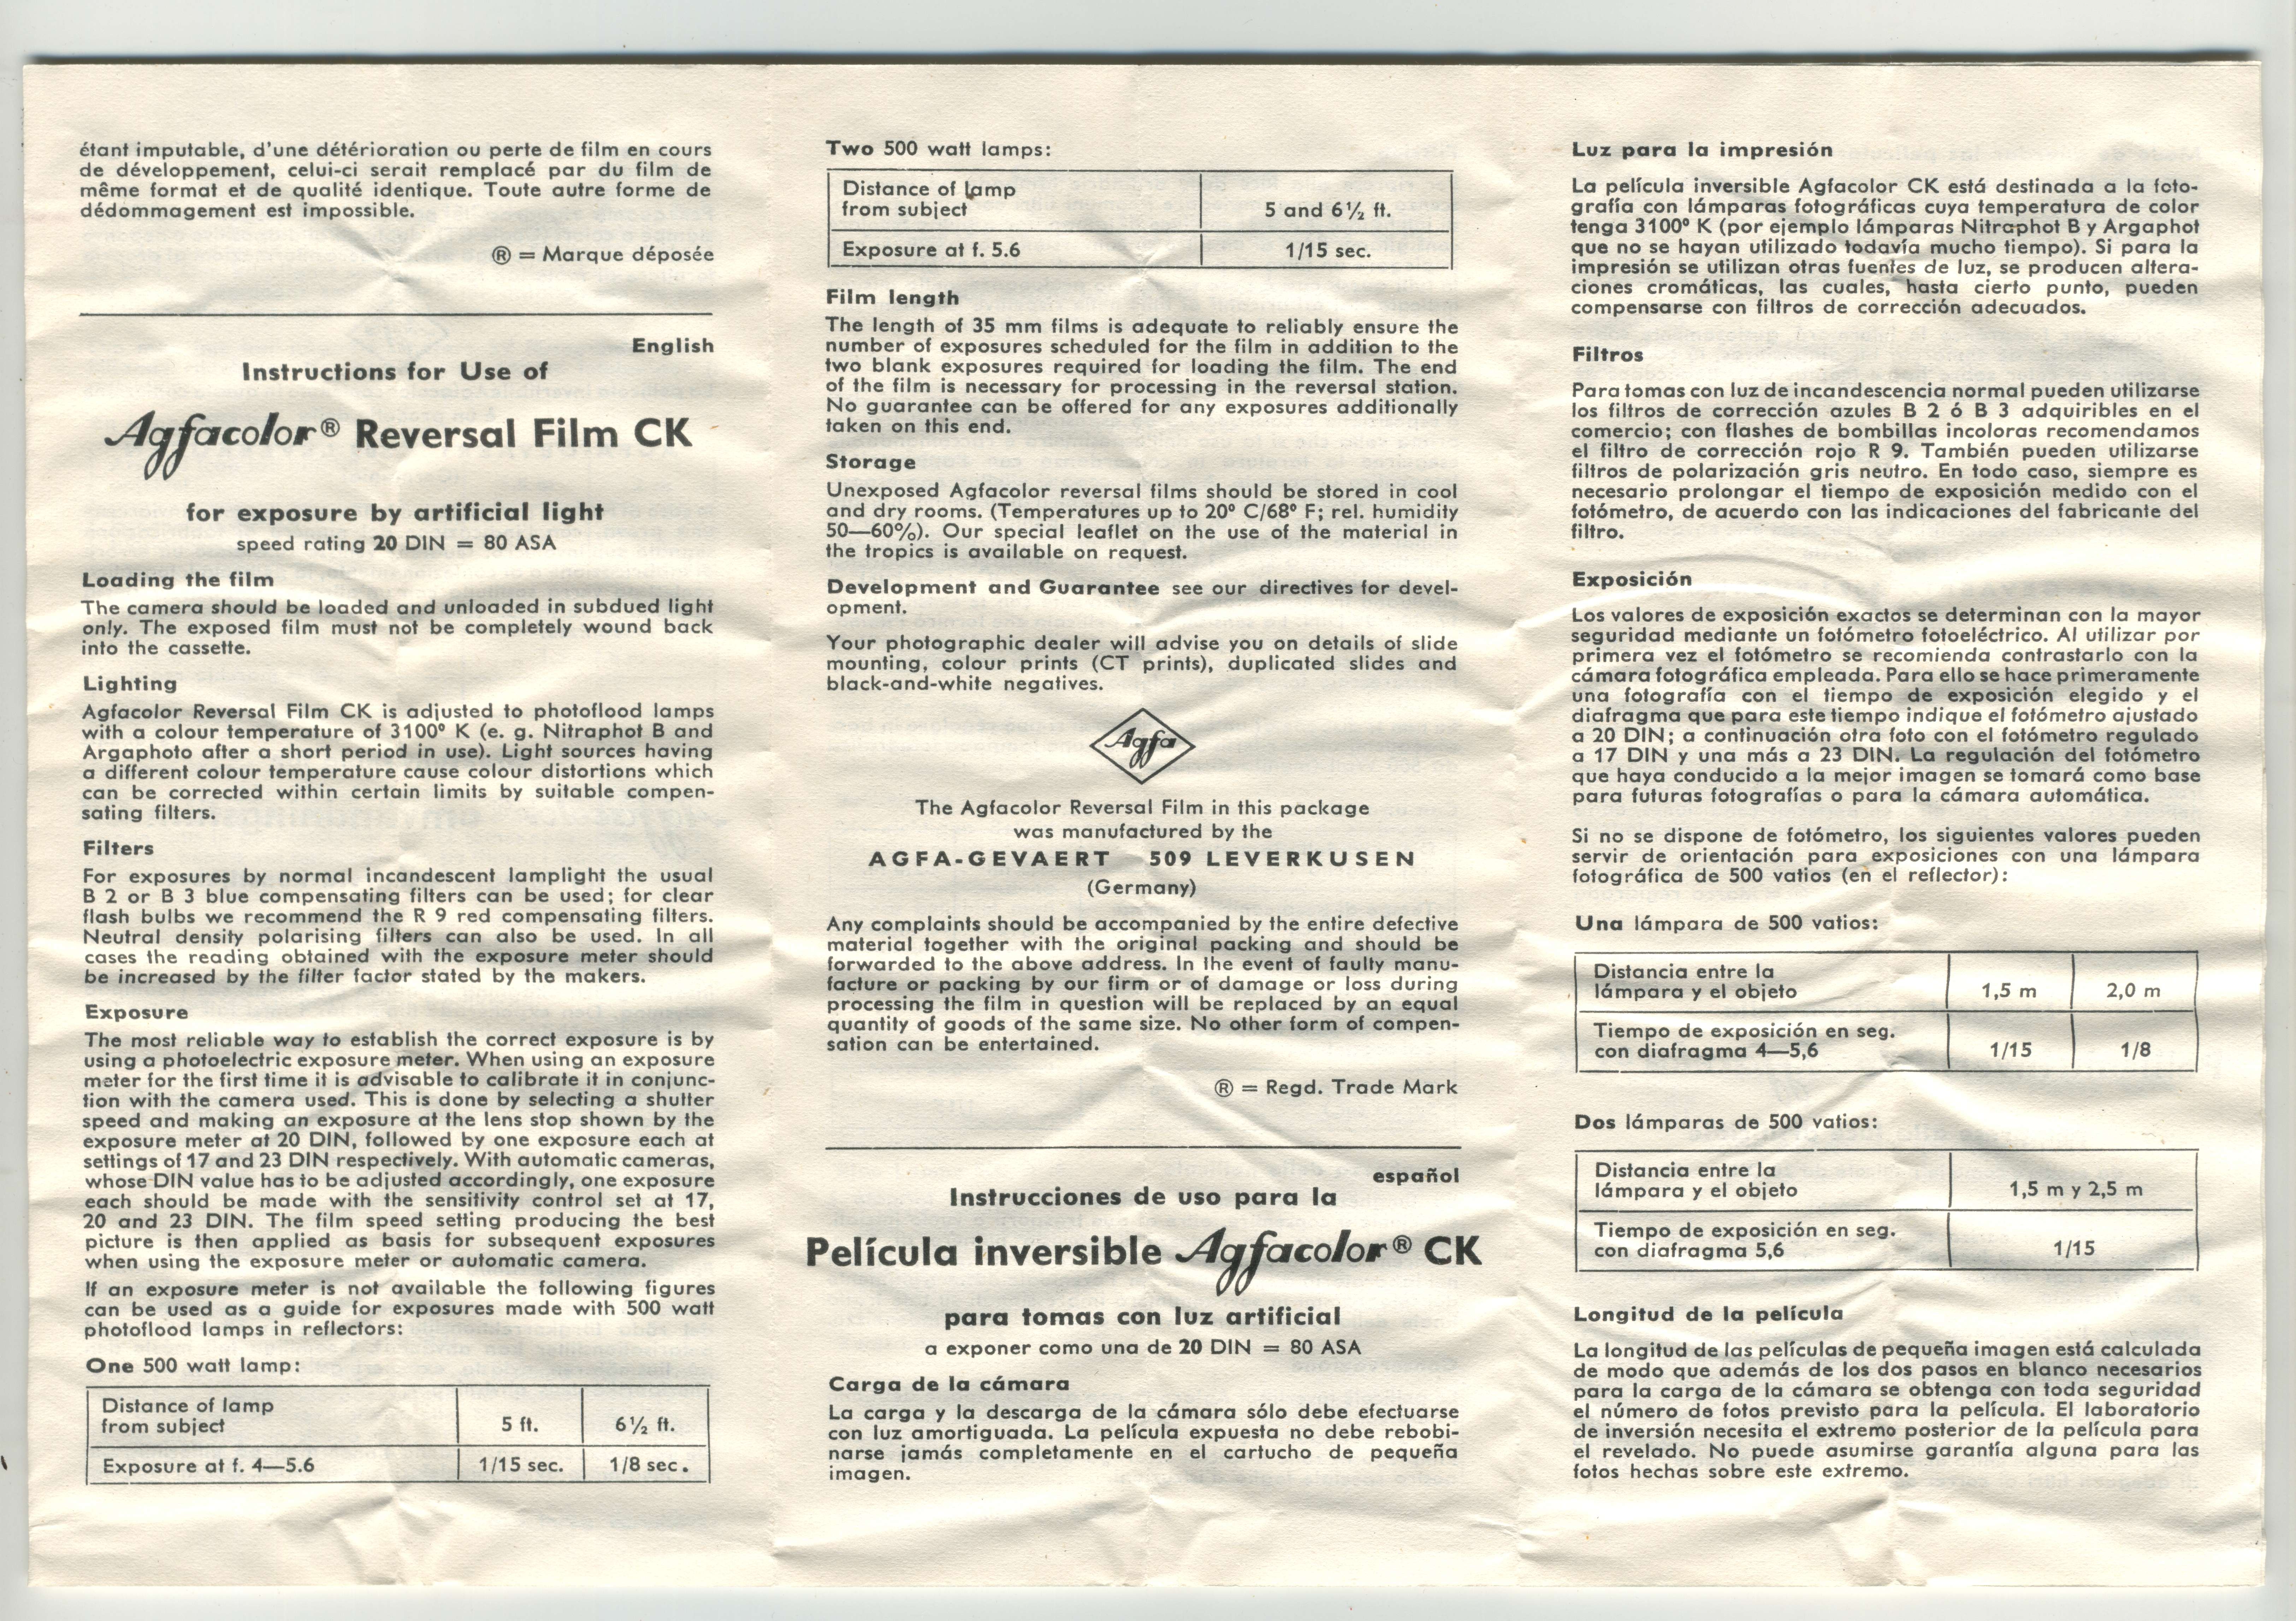 étant imputable, d'une détérioration ou perte de film en cours
de développement, celui-ci serait remplacé par du film de
même format et de qualité identique. Toute autre forme de
dédommagement est impossible.
® = Marque déposée
English
Instructions for Use of
Agfacolor® Reversal Film CK
for exposure by artificial light
speed rating 20 DIN = 80 ASA
Loading the film
The camera should be loaded and unloaded in subdued light
only. The exposed film must not be completely wound back
into the cassette.
Lighting
Agfacolor Reversal Film CK is adjusted to photoflood lamps
with a colour temperature of 3100° K (e. g. Nitraphot B and
Argaphoto after a short period in use). Light sources having
a different colour temperature cause colour distortions which
can be corrected within certain limits by suitable compen-
sating filters.
Filters
For exposures by normal incandescent lamplight the usual
B 2 or B 3 blue compensating filters can be used; for clear
flash bulbs we recommend the R 9 red compensating filters.
Neutral density polarising filters can also be used. In all
cases the reading obtained with the exposure meter should
be increased by the filter factor stated by the makers.
Exposure
The most reliable way to establish the correct exposure is by
using a photoelectric exposure meter. When using an exposure
meter for the first time it is advisable to calibrate it in conjunc-
tion with the camera used. This is done by selecting a shutter
speed and making an exposure at the lens stop shown by the
exposure meter at 20 DIN, followed by one exposure each at
settings of 17 and 23 DIN respectively. With automatic cameras,
whose DIN value has to be adjusted accordingly, one exposure
each should be made with the sensitivity control set at 17,
20 and 23 DIN. The film speed setting producing the best
picture is then applied as basis for subsequent exposures
when using the exposure meter or automatic camera.
If an exposure meter is not available the following figures
can be used as a guide for exposures made with 500 watt
photoflood lamps in reflectors:
One 500 watt lamp:
Distance of lamp
from subject 5 ft. 6½ ft.
Exposure at f. 4—5.6 1/15 sec. 1/8 sec.
Two 500 watt lamps:
Distance of lamp
from subject 5 and 6½ ft.
Exposure at f. 5.6 1/15 sec.
Film length
The length of 35 mm films is adequate to reliably ensure the
number of exposures scheduled for the film in addition to the
two blank exposures required for loading the film. The end
of the film is necessary for processing in the reversal station.
No guarantee can be offered for any exposures additionally
taken on this end.
Storage
Unexposed Agfacolor reversal films should be stored in cool
and dry rooms. (Temperatures up to 20° C/68° F; rel. humidity
50—60%). Our special leaflet on the use of the material in
the tropics is available on request.
Development and Guarantee see our directives for devel-
opment.
Your photographic dealer will advise you on details of slide
mounting, colour prints (CT prints), duplicated slides and
black-and-white negatives.
Agfa
The Agfacolor Reversal Film in this package
was manufactured by the
AGFA-GEVAERT 509 LEVERKUSEN
(Germany)
Any complaints should be accompanied by the entire defective
material together with the original packing and should be
forwarded to the above address. In the event of faulty manu-
facture or packing by our firm or of damage or loss during
processing the film in question will be replaced by an equal
quantity of goods of the same size. No other form of compen-
sation can be entertained.
® = Regd. Trade Mark
español
Instrucciones de uso para la
Película inversible Agfacolor® CK
para tomas con luz artificial
a exponer como una de 20 DIN = 80 ASA
Carga de la cámara
La carga y la descarga de la cámara sólo debe efectuarse
con luz amortiguada. La película expuesta no debe rebobi-
narse jamás completamente en el cartucho de pequeña
imagen.
Luz para la impresión
La película inversible Agfacolor CK está destinada a la foto-
grafía con lámparas fotográficas cuya temperatura de color
tenga 3100° K (por ejemplo lámparas Nitraphot B y Argaphot
que no se hayan utilizado todavía mucho tiempo). Si para la
impresión se utilizan otras fuentes de luz, se producen altera-
ciones cromáticas, las cuales, hasta cierto punto, pueden
compensarse con filtros de corrección adecuados.
Filtros
Para tomas con luz de incandescencia normal pueden utilizarse
los filtros de corrección azules B 2 ó B 3 adquiribles en el
comercio; con flashes de bombillas incoloras recomendamos
el filtro de corrección rojo R 9. También pueden utilizarse
filtros de polarización gris neutro. En todo caso, siempre es
necesario prolongar el tiempo de exposición medido con el
fotómetro, de acuerdo con las indicaciones del fabricante del
filtro.
Exposición
Los valores de exposición exactos se determinan con la mayor
seguridad mediante un fotómetro fotoeléctrico. Al utilizar por
primera vez el fotómetro se recomienda contrastarlo con la
cámara fotográfica empleada. Para ello se hace primeramente
una fotografía con el tiempo de exposición elegido y el
diafragma que para este tiempo indique el fotómetro ajustado
a 20 DIN; a continuación otra foto con el fotómetro regulado
a 17 DIN y una más a 23 DIN. La regulación del fotómetro
que haya conducido a la mejor imagen se tomará como base
para futuras fotografías o para la cámara automática.
Si no se dispone de fotómetro, los siguientes valores pueden
servir de orientación para exposiciones con una lámpara
fotográfica de 500 vatios (en el reflector):
Una lámpara de 500 vatios:
Distancia entre la
lámpara y el objeto 1,5 m 2,0 m
Tiempo de exposición en seg.
con diafragma 4—5,6 1/15 1/8
Dos lámparas de 500 vatios:
Distancia entre la
lámpara y el objeto 1,5 m y 2,5 m
Tiempo de exposición en seg.
con diafragma 5,6 1/15
Longitud de la película
La longitud de las películas de pequeña imagen está calculada
de modo que además de los dos pasos en blanco necesarios
para la carga de la cámara se obtenga con toda seguridad
el número de fotos previsto para la película. El laboratorio
de inversión necesita el extremo posterior de la película para
el revelado. No puede asumirse garantía alguna para las
fotos hechas sobre este extremo.